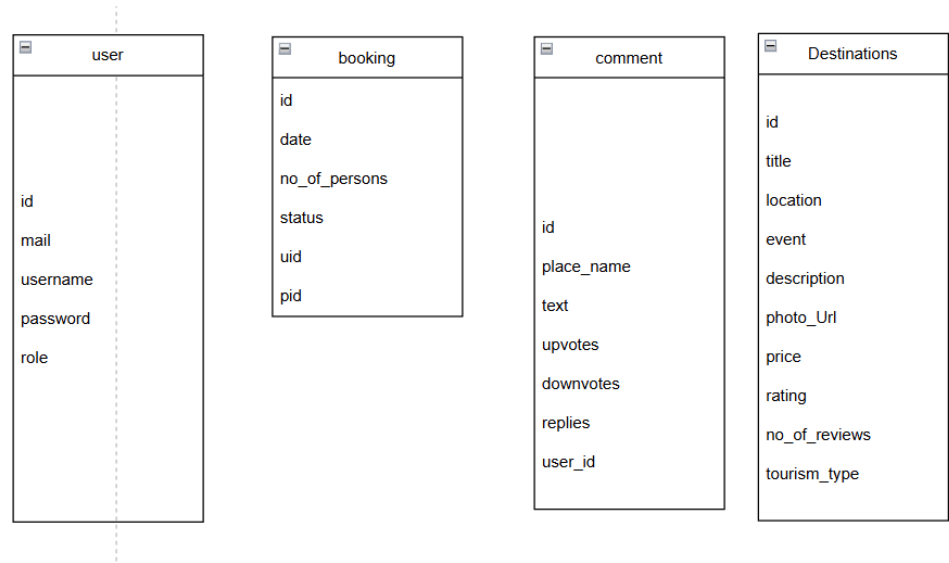 user
id
mail
username
password
role
booking
id
date
no_of_persons
status
uid
pid
comment
id
place_name
text
upvotes
downvotes
replies
user_id
Destinations
id
title
location
event
description
photo_Url
price
rating
no_of_reviews
tourism_type